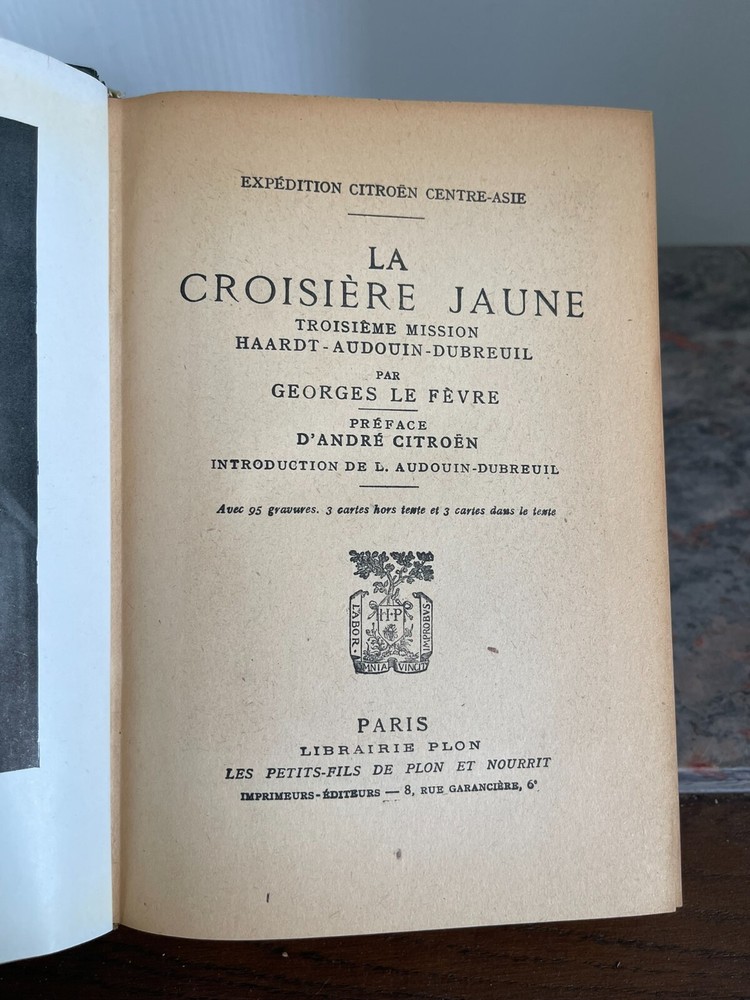 EXPÉDITION CITROËN CENTRE-ASIE
LA
CROISIÈRE JAUNE
TROISIÈME MISSION
HAARDT-AUDOUIN-DUBREUIL
PAR
GEORGES LE FÈVRE
PRÉFACE
D'ANDRÉ CITROËN
INTRODUCTION DE L. AUDOUIN-DUBREUIL
Avec 95 gravures. 3 cartes hors texte et 3 cartes dans le texte
H-P
LABOR
OMNIA VINCIT
IMPROBVS
PARIS
LIBRAIRIE PLON
LES PETITS-FILS DE PLON ET NOURRIT
IMPRIMEURS-ÉDITEURS — 8, RUE GARANCIÈRE, 6e